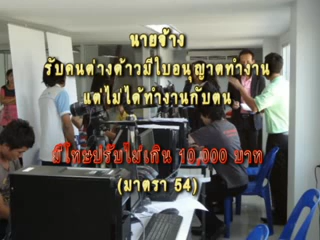 นายจ้าง
รับคนต่างด้าวมีใบอนุญาตทำงาน
แต่ไม่ได้ทำงานกับตน
มีโทษปรับไม่เกิน 10,000 บาท
(มาตรา 54)